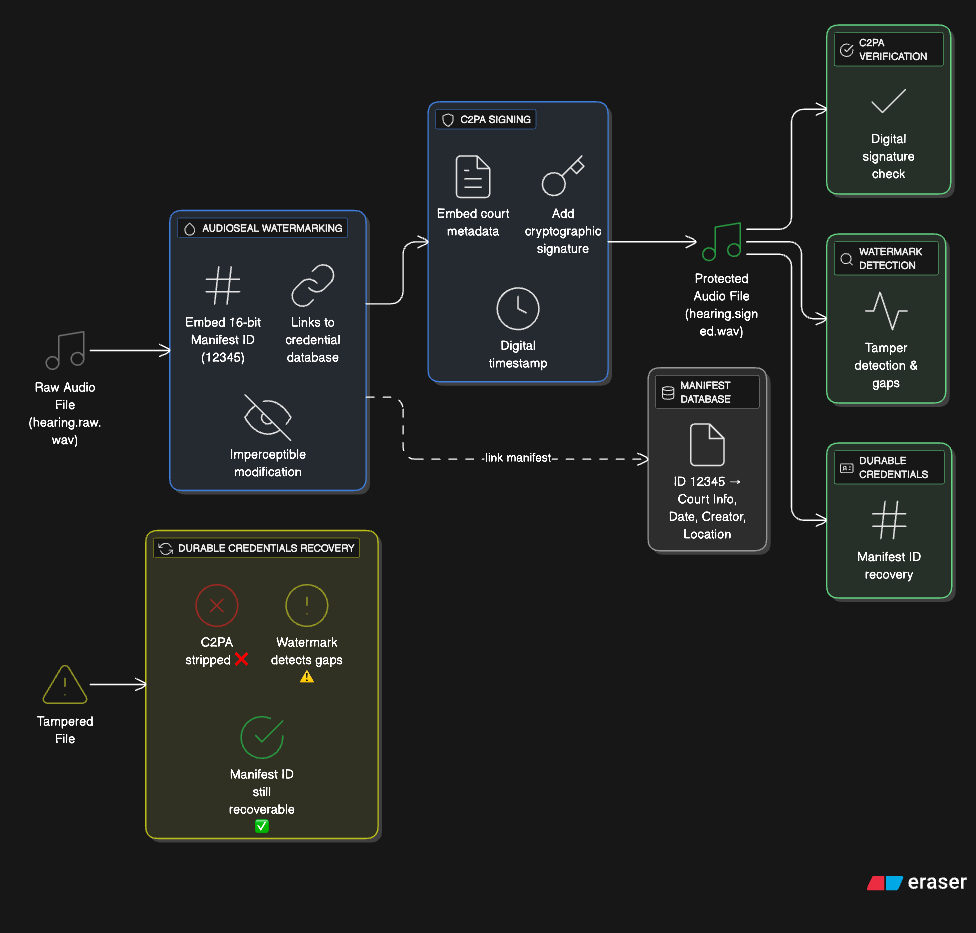 C2PA
VERIFICATION
Digital
signature
check
C2PA SIGNING
Embed court
metadata
Add
cryptographic
signature
Digital
timestamp
AUDIOSEAL WATERMARKING
Embed 16-bit
Manifest ID
(12345)
Links to
credential
database
Imperceptible
modification
Raw Audio
File
(hearing.raw.
wav)
Protected
Audio File
(hearing.sign
ed.wav)
WATERMARK
DETECTION
Tamper
detection &
gaps
MANIFEST
DATABASE
ID 12345 →
Court Info,
Date, Creator,
Location
link manifest
DURABLE
CREDENTIALS
Manifest ID
recovery
DURABLE CREDENTIALS RECOVERY
C2PA
stripped ❌
Watermark
detects gaps
⚠️
Manifest ID
still
recoverable
✅
Tampered
File
eraser